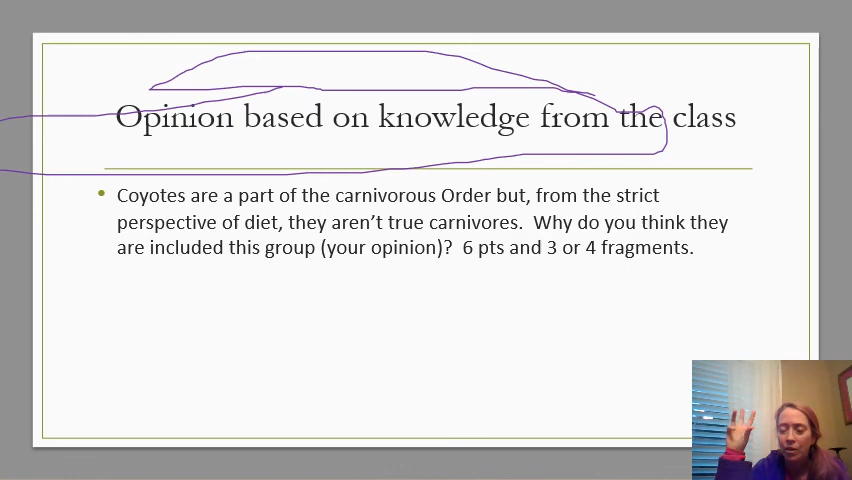 Opinion based on knowledge from the class
Coyotes are a part of the carnivorous Order but, from the strict
perspective of diet, they aren't true carnivores.  Why do you think they
are included this group (your opinion)?  6 pts and 3 or 4 fragments.